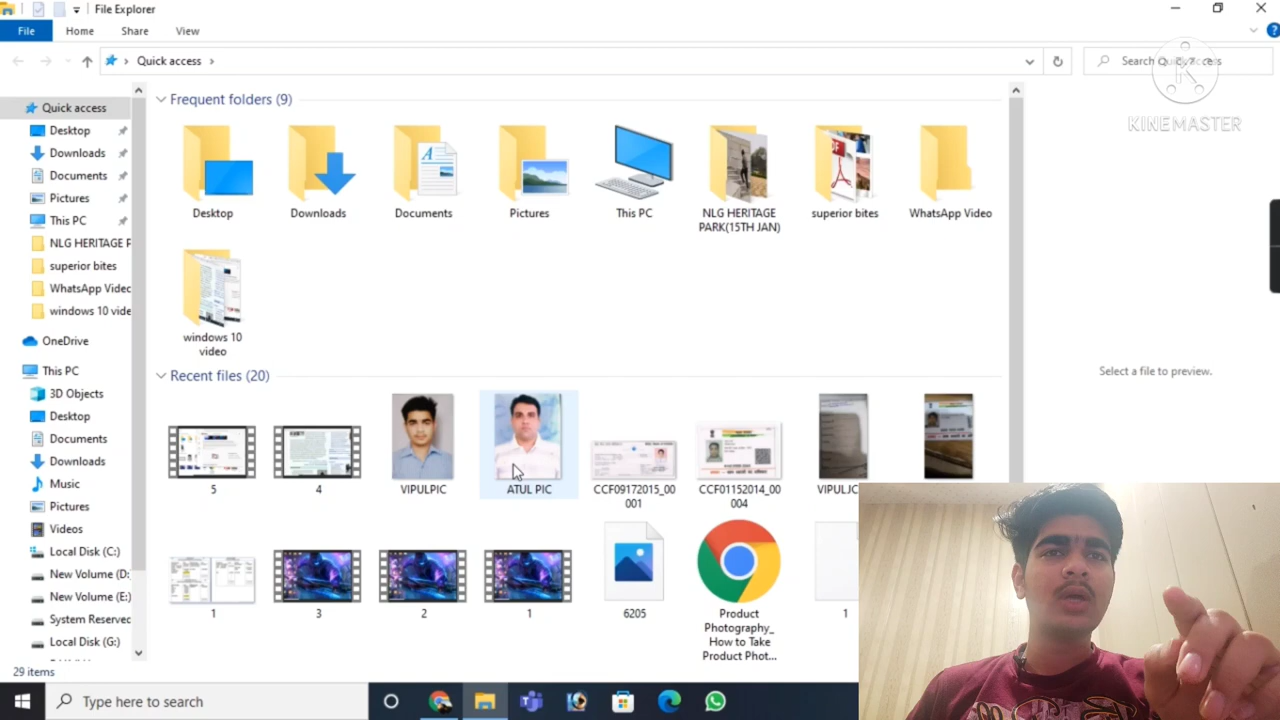 File Explorer
File Home Share View
Quick access
Search Quick access
KINEMASTER
Quick access
Desktop
Downloads
Documents
Pictures
This PC
NLG HERITAGE P
superior bites
WhatsApp Video
windows 10 vide
OneDrive
This PC
3D Objects
Desktop
Documents
Downloads
Music
Pictures
Videos
Local Disk (C:)
New Volume (D:
New Volume (E:)
System Reserved
Local Disk (G:)
Frequent folders (9)
Desktop
Downloads
Documents
Pictures
This PC
NLG HERITAGE
PARK(15TH JAN)
superior bites
WhatsApp Video
windows 10
video
Recent files (20)
5
4
VIPULPIC
ATUL PIC
CCF09172015_00
001
CCF01152014_00
004
1
3
2
1
6205
Product
Photography_
How to Take
Product Phot...
1
Select a file to preview.
29 items
Type here to search